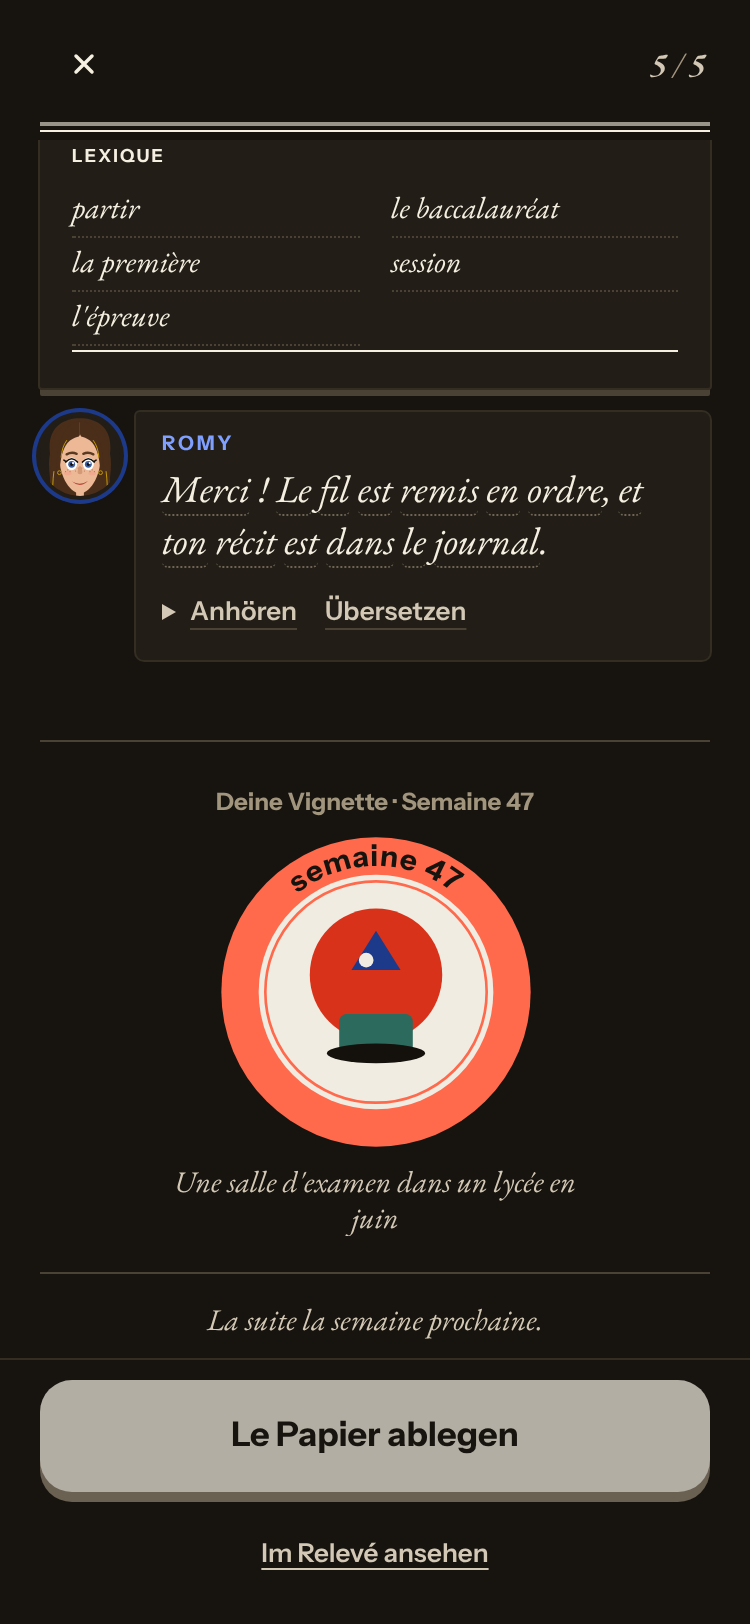 5 / 5
LEXIQUE
partir
le baccalauréat
la première
session
l'épreuve
ROMY
Merci ! Le fil est remis en ordre, et
ton récit est dans le journal.
Anhören Übersetzen
Deine Vignette · Semaine 47
semaine 47
Une salle d'examen dans un lycée en
juin
La suite la semaine prochaine.
Le Papier ablegen
Im Relevé ansehen